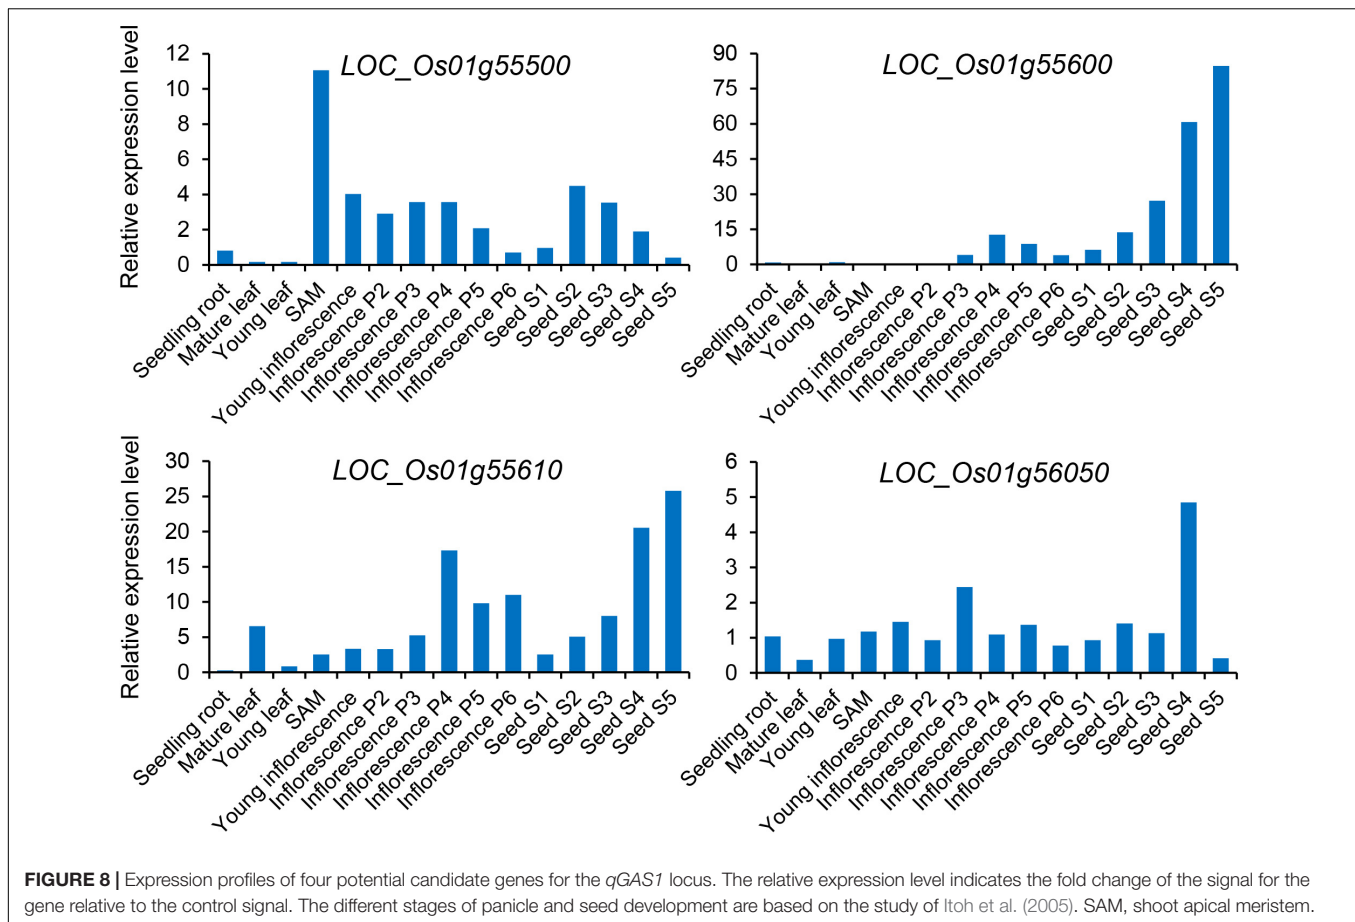 LOC_Os01g55500
Relative expression level
12
10
8
6
4
2
0
Seedling root
Mature leaf
Young leaf
SAM
Young inflorescence
Inflorescence P2
Inflorescence P3
Inflorescence P4
Inflorescence P5
Inflorescence P6
Seed S1
Seed S2
Seed S3
Seed S4
Seed S5
LOC_Os01g55600
90
75
60
45
30
15
0
Seedling root
Mature leaf
Young leaf
SAM
Young inflorescence
Inflorescence P2
Inflorescence P3
Inflorescence P4
Inflorescence P5
Inflorescence P6
Seed S1
Seed S2
Seed S3
Seed S4
Seed S5
LOC_Os01g55610
Relative expression level
30
25
20
15
10
5
0
Seedling root
Mature leaf
Young leaf
SAM
Young inflorescence
Inflorescence P2
Inflorescence P3
Inflorescence P4
Inflorescence P5
Inflorescence P6
Seed S1
Seed S2
Seed S3
Seed S4
Seed S5
LOC_Os01g56050
6
5
4
3
2
1
0
Seedling root
Mature leaf
Young leaf
SAM
Young inflorescence
Inflorescence P2
Inflorescence P3
Inflorescence P4
Inflorescence P5
Inflorescence P6
Seed S1
Seed S2
Seed S3
Seed S4
Seed S5
FIGURE 8 | Expression profiles of four potential candidate genes for the qGAS1 locus. The relative expression level indicates the fold change of the signal for the
gene relative to the control signal. The different stages of panicle and seed development are based on the study of Itoh et al. (2005). SAM, shoot apical meristem.